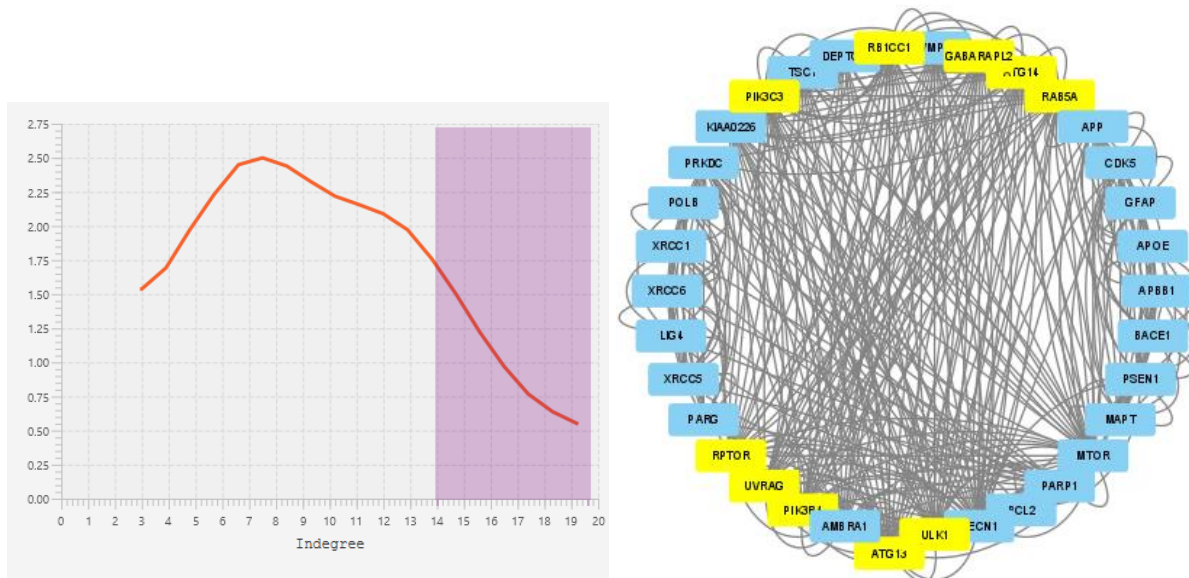 2.75
2.50
2.25
2.00
1.75
1.50
1.25
1.00
0.75
0.50
0.25
0.00
0 1 2 3 4 5 6 7 8 9 10 11 12 13 14 15 16 17 18 19 20
Indegree
RB1CC1
GABARAPL2
RAB5A
PIK3C3
KIAA0226
APP
PRKDC
CDK5
POLB
GFAP
XRCC1
APOE
XRCC6
APBB1
LIG4
BACE1
XRCC5
PSEN1
PARG
MAPT
RPTOR
MTOR
UVRAG
PARP1
AMBRA1
ULK1
ATG13